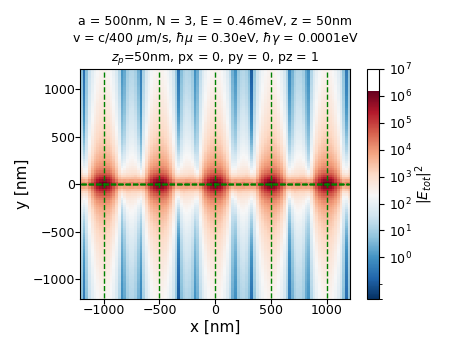 a = 500nm, N = 3, E = 0.46meV, z = 50nm
v = c/400 μm/s, ℏμ = 0.30eV, ℏγ = 0.0001eV
z_p=50nm, px = 0, py = 0, pz = 1
y [nm]
1000
500
0
−500
−1000
−1000 −500 0 500 1000
x [nm]
10^7
10^6
10^5
10^4
10^3
10^2
10^1
10^0
|E_tot|^2